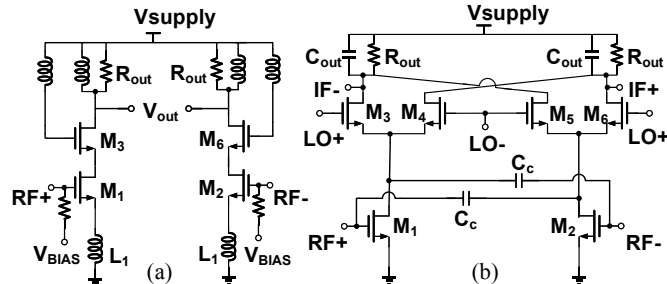 Vsupply
Rout
Rout
Vout
M3
M6
M1
M2
RF+
RF-
VBIAS
L1
L1
VBIAS
(a)
Vsupply
Cout
Rout
Cout
Rout
IF-
IF+
M3
M4
M5
M6
LO+
LO-
LO+
Cc
Cc
RF+
M1
M2
RF-
(b)